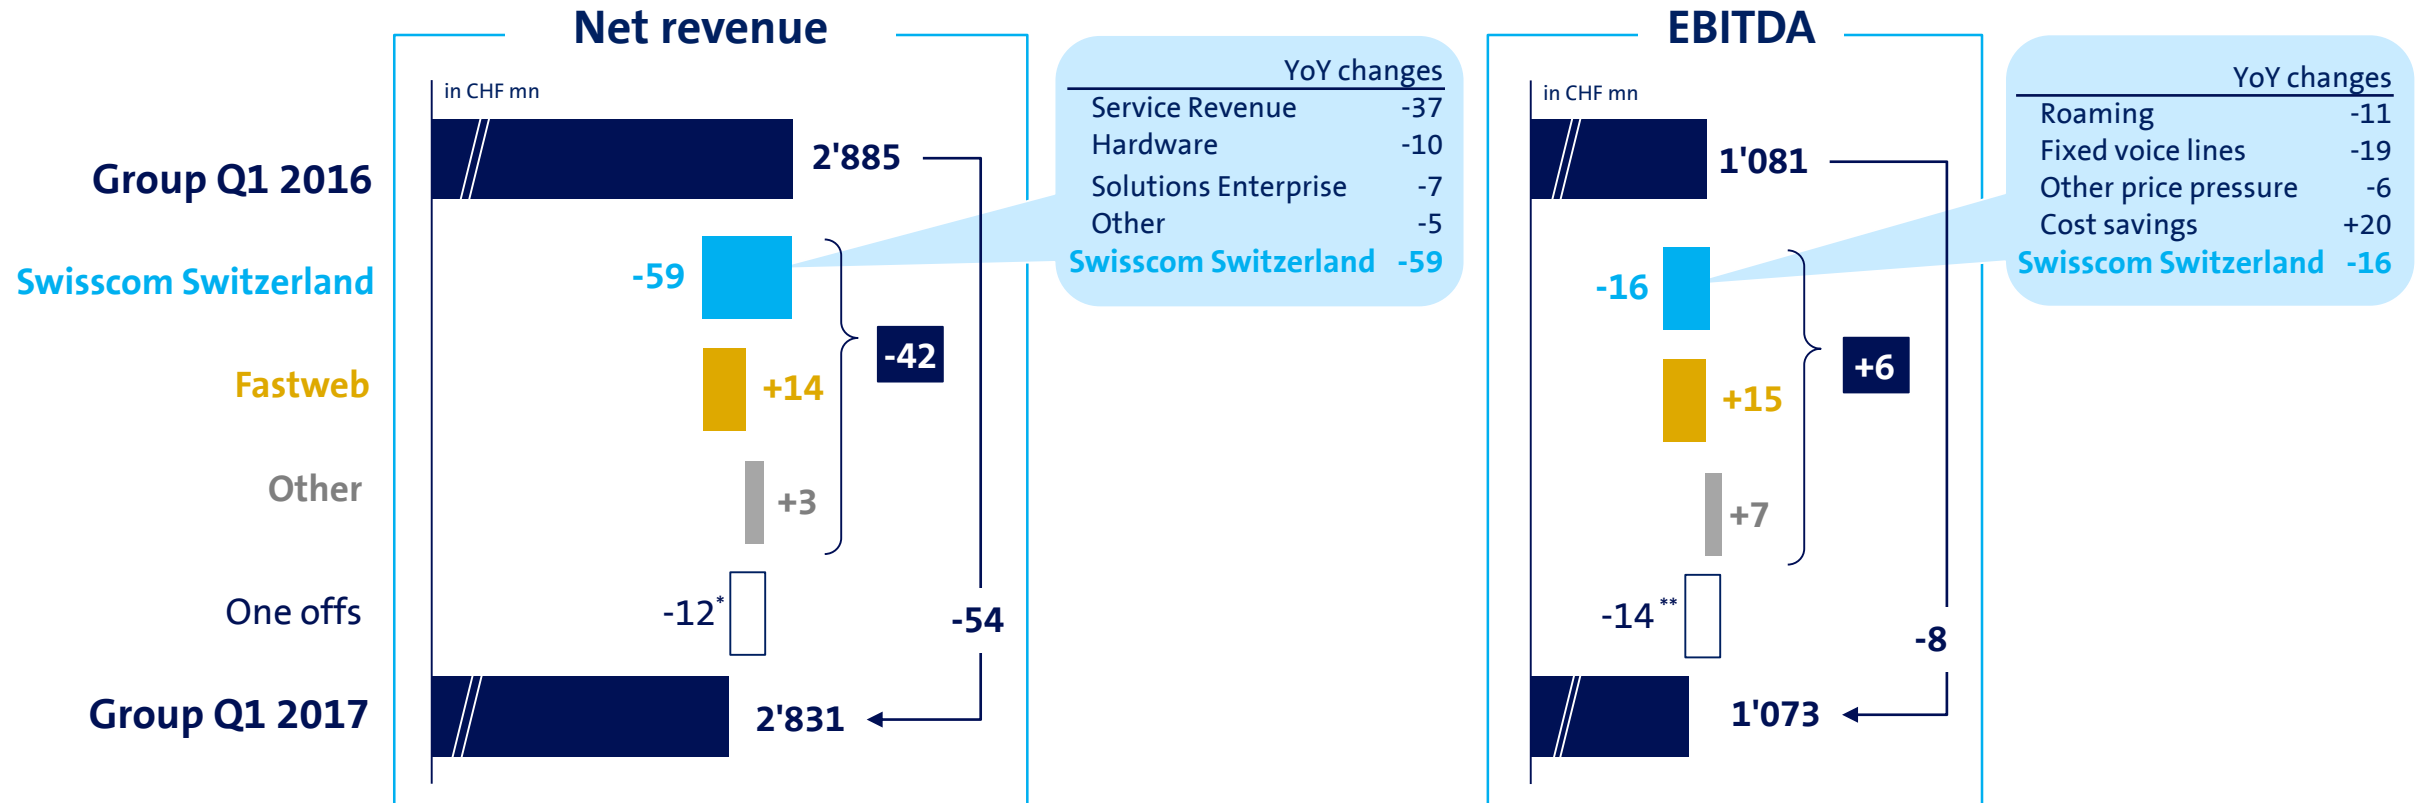 Net revenue
EBITDA
in CHF mn
YoY changes
Service Revenue -37
Hardware -10
Solutions Enterprise -7
Other -5
Swisscom Switzerland -59
in CHF mn
YoY changes
Roaming -11
Fixed voice lines -19
Other price pressure -6
Cost savings +20
Swisscom Switzerland -16
Group Q1 2016 2'885 1'081
Swisscom Switzerland -59 -16
-42
+6
Fastweb +14 +15
Other +3 +7
One offs -12* -14**
-54
-8
Group Q1 2017 2'831 1'073